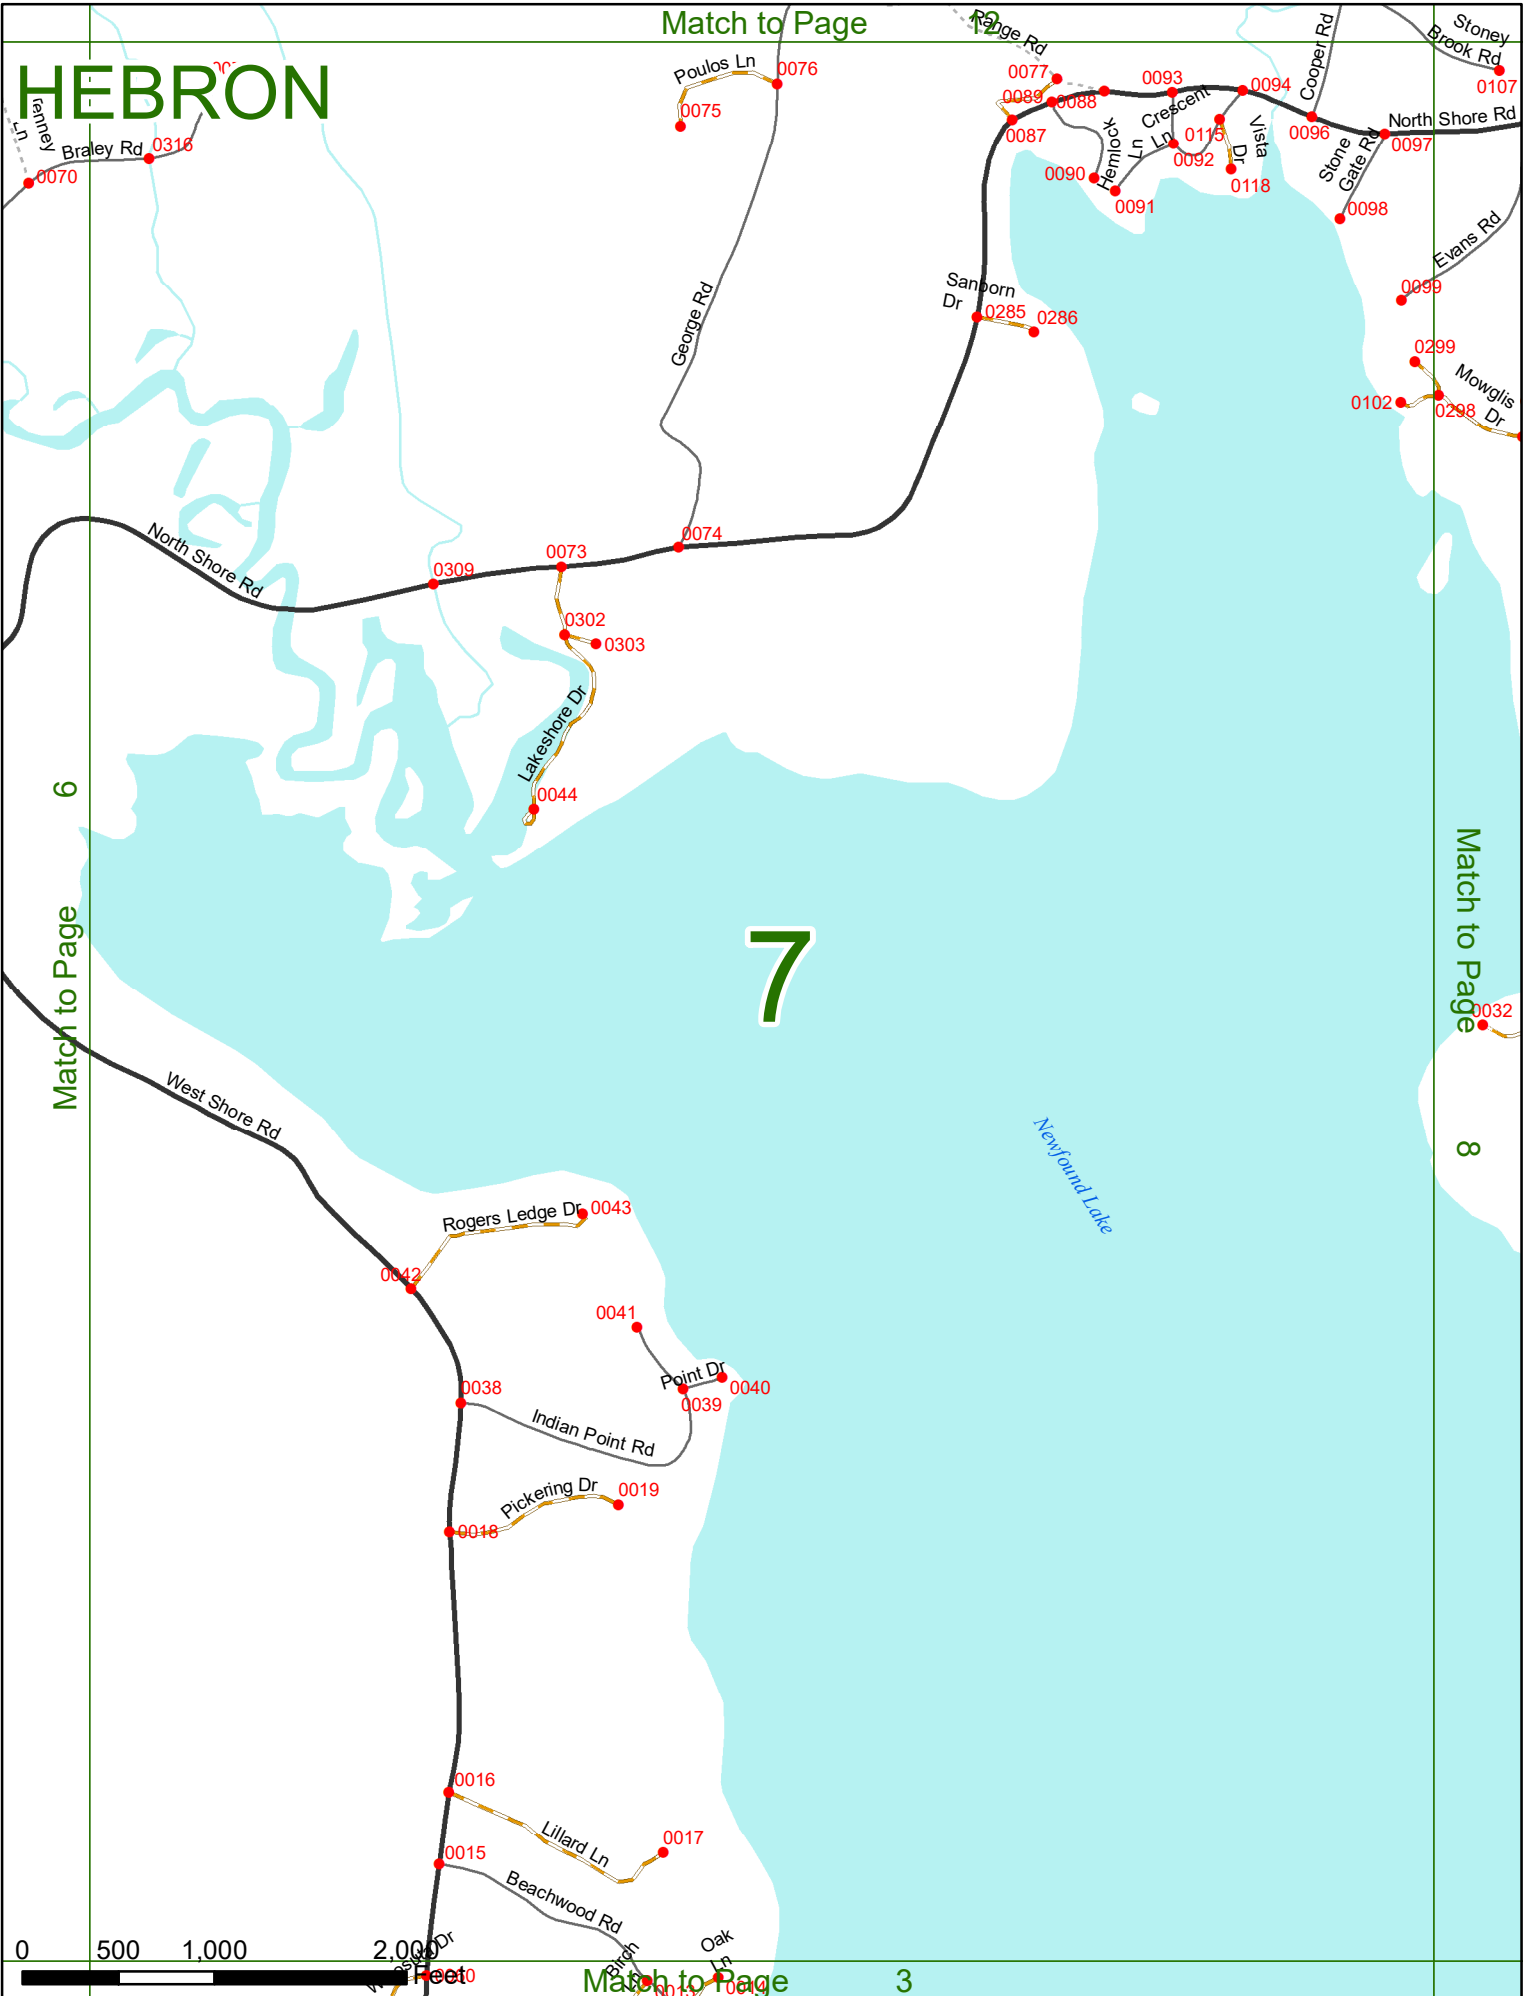 Match to Page 12
HEBRON
Range Rd
Cooper Rd
Stoney
Brook Rd
0107
Poulos Ln
0076
0075
0077
0089
0088
0087
0093
0094
Crescent
Ln
0115
Vista
Dr
0096
North Shore Rd
0097
Stone
Gate Rd
Tenney
Ln
Braley Rd
0316
0070
Hemlock
Ln
0090
0091
0092
0118
0098
Evans Rd
0099
Sanborn
Dr
0285
0286
George Rd
0299
Mowglis
Dr
0102
0298
North Shore Rd
0309
0073
0074
0302
0303
Lakeshore Dr
0044
6
Match to Page
7
Match to Page
8
0032
West Shore Rd
Newfound Lake
Rogers Ledge Dr
0043
0042
0041
Point Dr
0040
0039
0038
Indian Point Rd
Pickering Dr
0019
0018
0016
Lillard Ln
0017
0015
Beachwood Rd
Oak
Ln
Birch
Ln
0 500 1,000 2,000
Feet
Match to Page 3
0013
0014